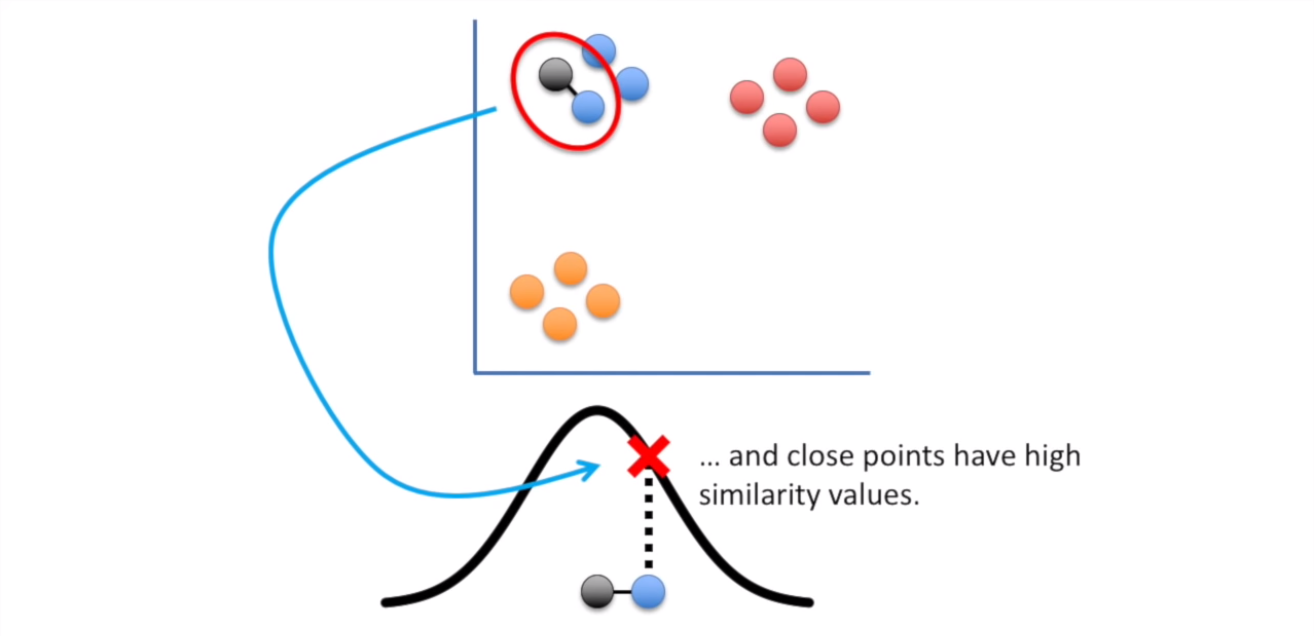 ... and close points have high
similarity values.